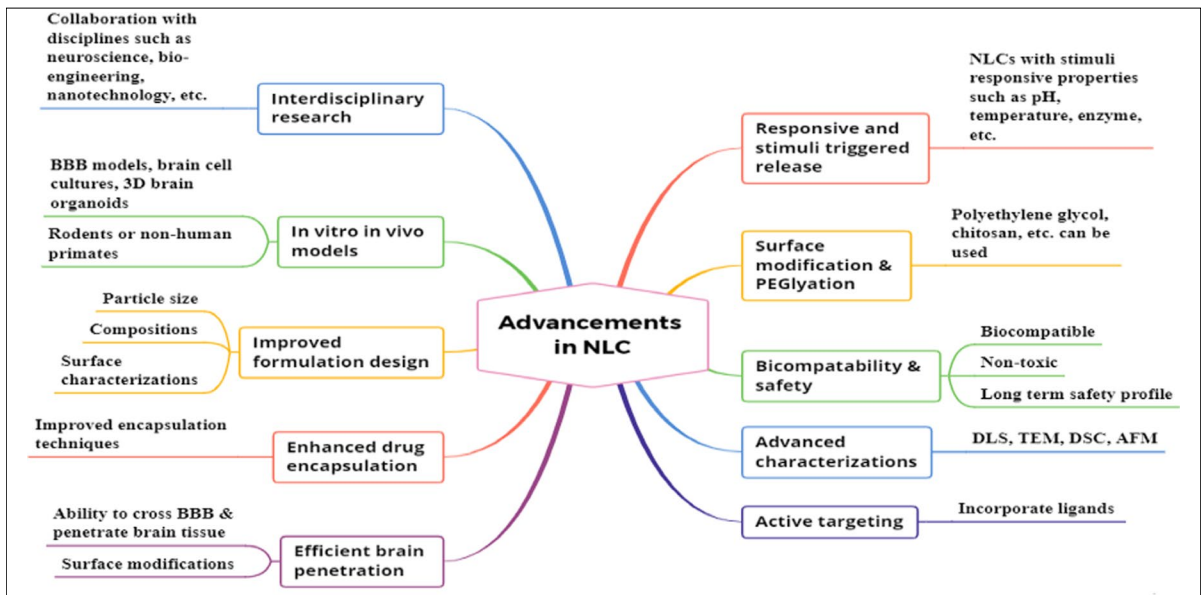 Collaboration with
disciplines such as
neuroscience, bio-
engineering,
nanotechnology, etc.
Interdisciplinary
research
BBB models, brain cell
cultures, 3D brain
organoids
Rodents or non-human
primates
In vitro in vivo
models
Particle size
Compositions
Surface
characterizations
Improved
formulation design
Improved encapsulation
techniques
Enhanced drug
encapsulation
Ability to cross BBB &
penetrate brain tissue
Surface modifications
Efficient brain
penetration
Advancements
in NLC
Responsive and
stimuli triggered
release
NLCs with stimuli
responsive properties
such as pH,
temperature, enzyme,
etc.
Surface
modification &
PEGlyation
Polyethylene glycol,
chitosan, etc. can be
used
Bicompatability &
safety
Biocompatible
Non-toxic
Long term safety profile
Advanced
characterizations
DLS, TEM, DSC, AFM
Active targeting
Incorporate ligands